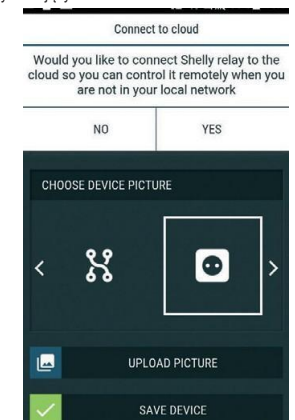 Connect to cloud
Would you like to connect Shelly relay to the
cloud so you can control it remotely when you
are not in your local network
NO
YES
CHOOSE DEVICE PICTURE
UPLOAD PICTURE
SAVE DEVICE